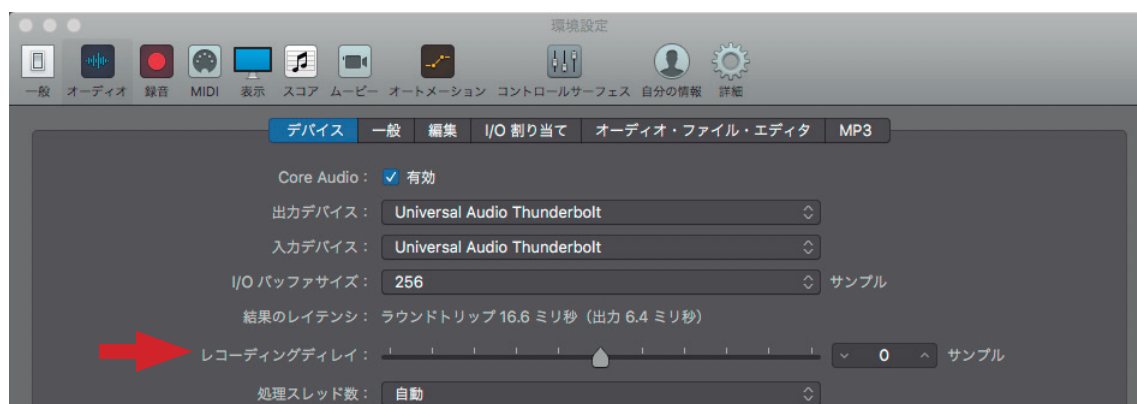 環境設定
一般 オーディオ 録音 MIDI 表示 スコア ムービー オートメーション コントロールサーフェス 自分の情報 詳細
デバイス 一般 編集 I/O 割り当て オーディオ・ファイル・エディタ MP3
Core Audio： 有効
出力デバイス： Universal Audio Thunderbolt
入力デバイス： Universal Audio Thunderbolt
I/O バッファサイズ： 256 サンプル
結果のレイテンシ： ラウンドトリップ 16.6 ミリ秒（出力 6.4 ミリ秒）
レコーディングディレイ： 0 サンプル
処理スレッド数： 自動